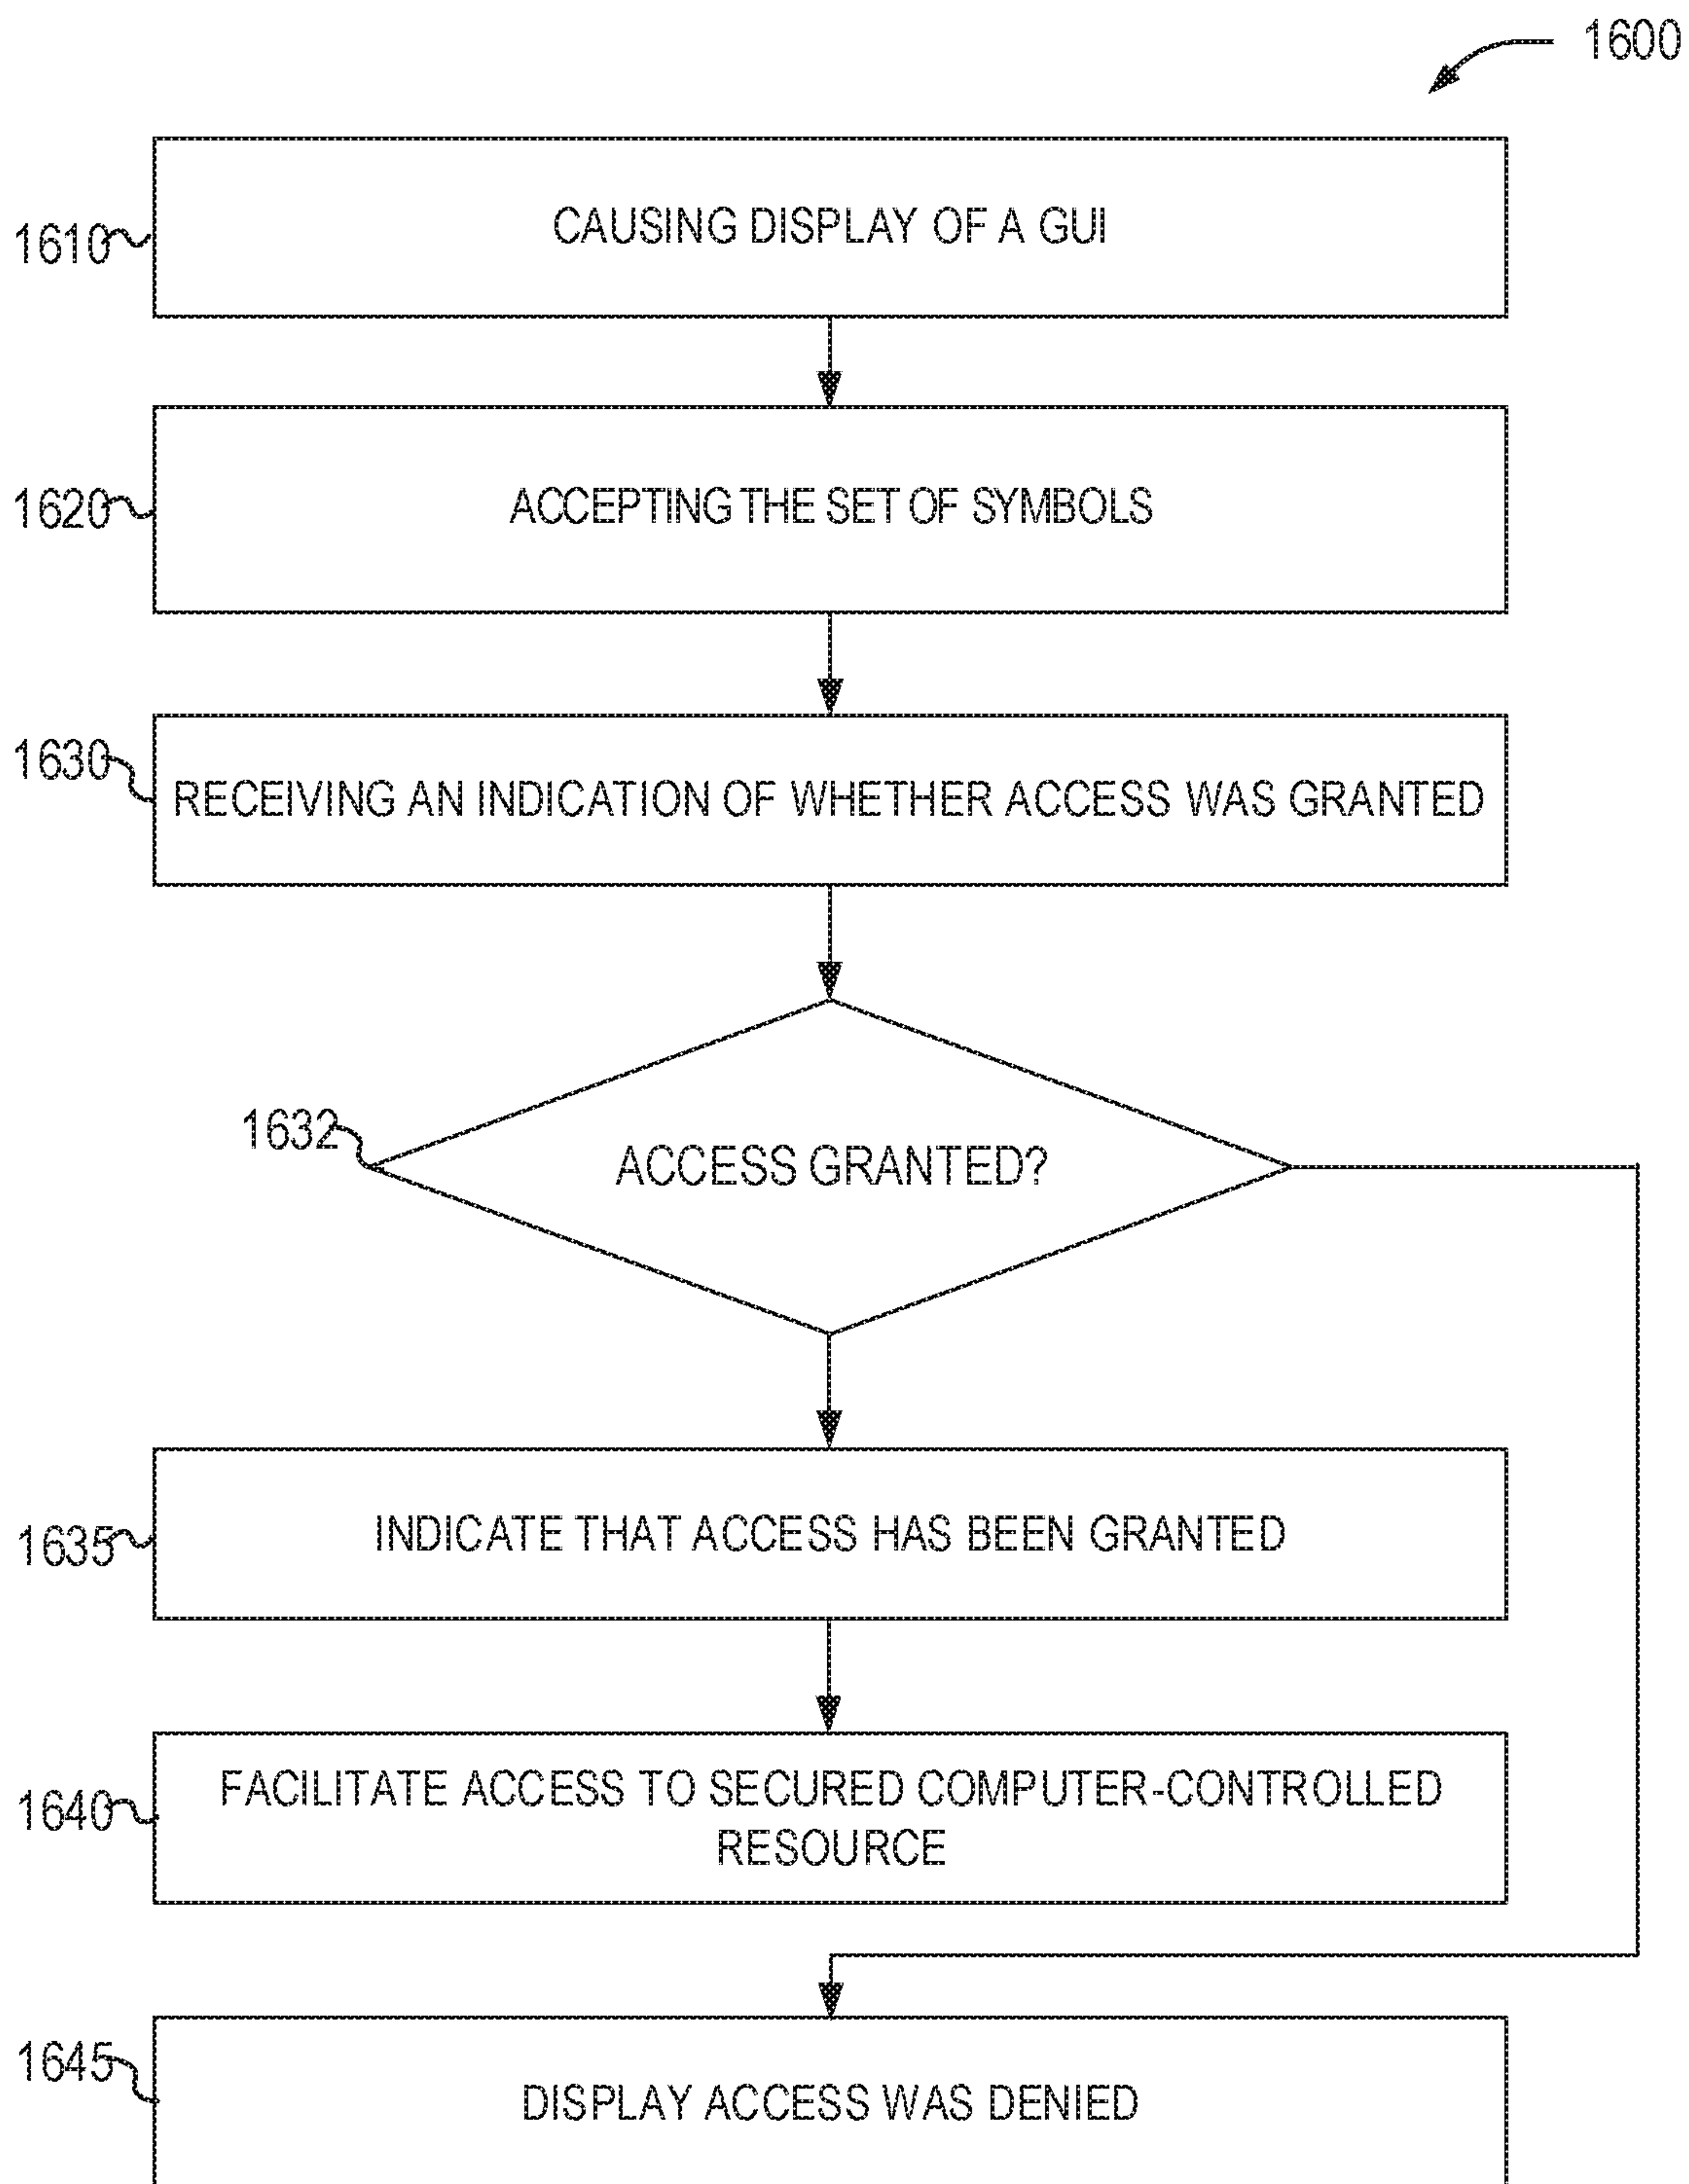 1600
1610
CAUSING DISPLAY OF A GUI
1620
ACCEPTING THE SET OF SYMBOLS
1630
RECEIVING AN INDICATION OF WHETHER ACCESS WAS GRANTED
1632
ACCESS GRANTED?
1635
INDICATE THAT ACCESS HAS BEEN GRANTED
1640
FACILITATE ACCESS TO SECURED COMPUTER-CONTROLLED
RESOURCE
1645
DISPLAY ACCESS WAS DENIED